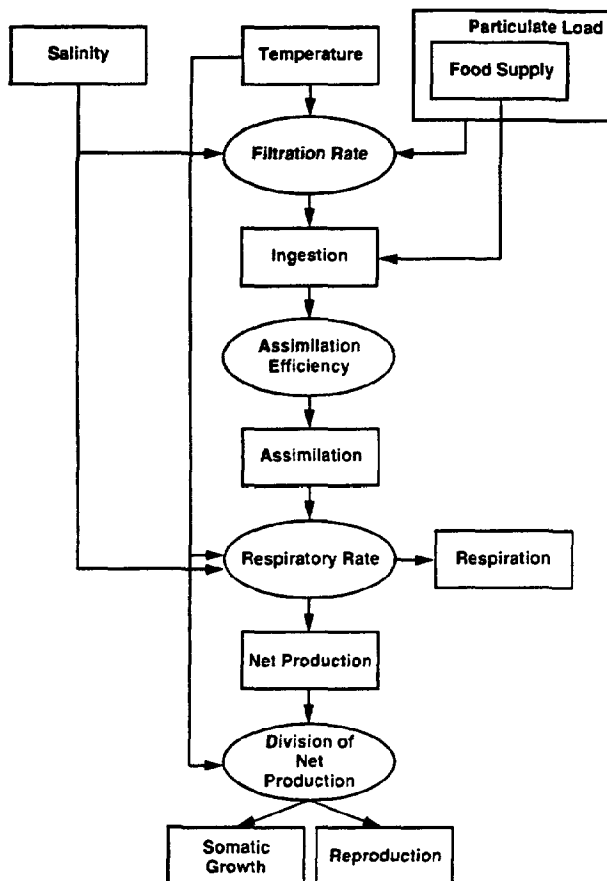 Salinity
Temperature
Particulate Load
Food Supply
Filtration Rate
Ingestion
Assimilation
Efficiency
Assimilation
Respiratory Rate
Respiration
Net Production
Division of
Net
Production
Somatic
Growth
Reproduction